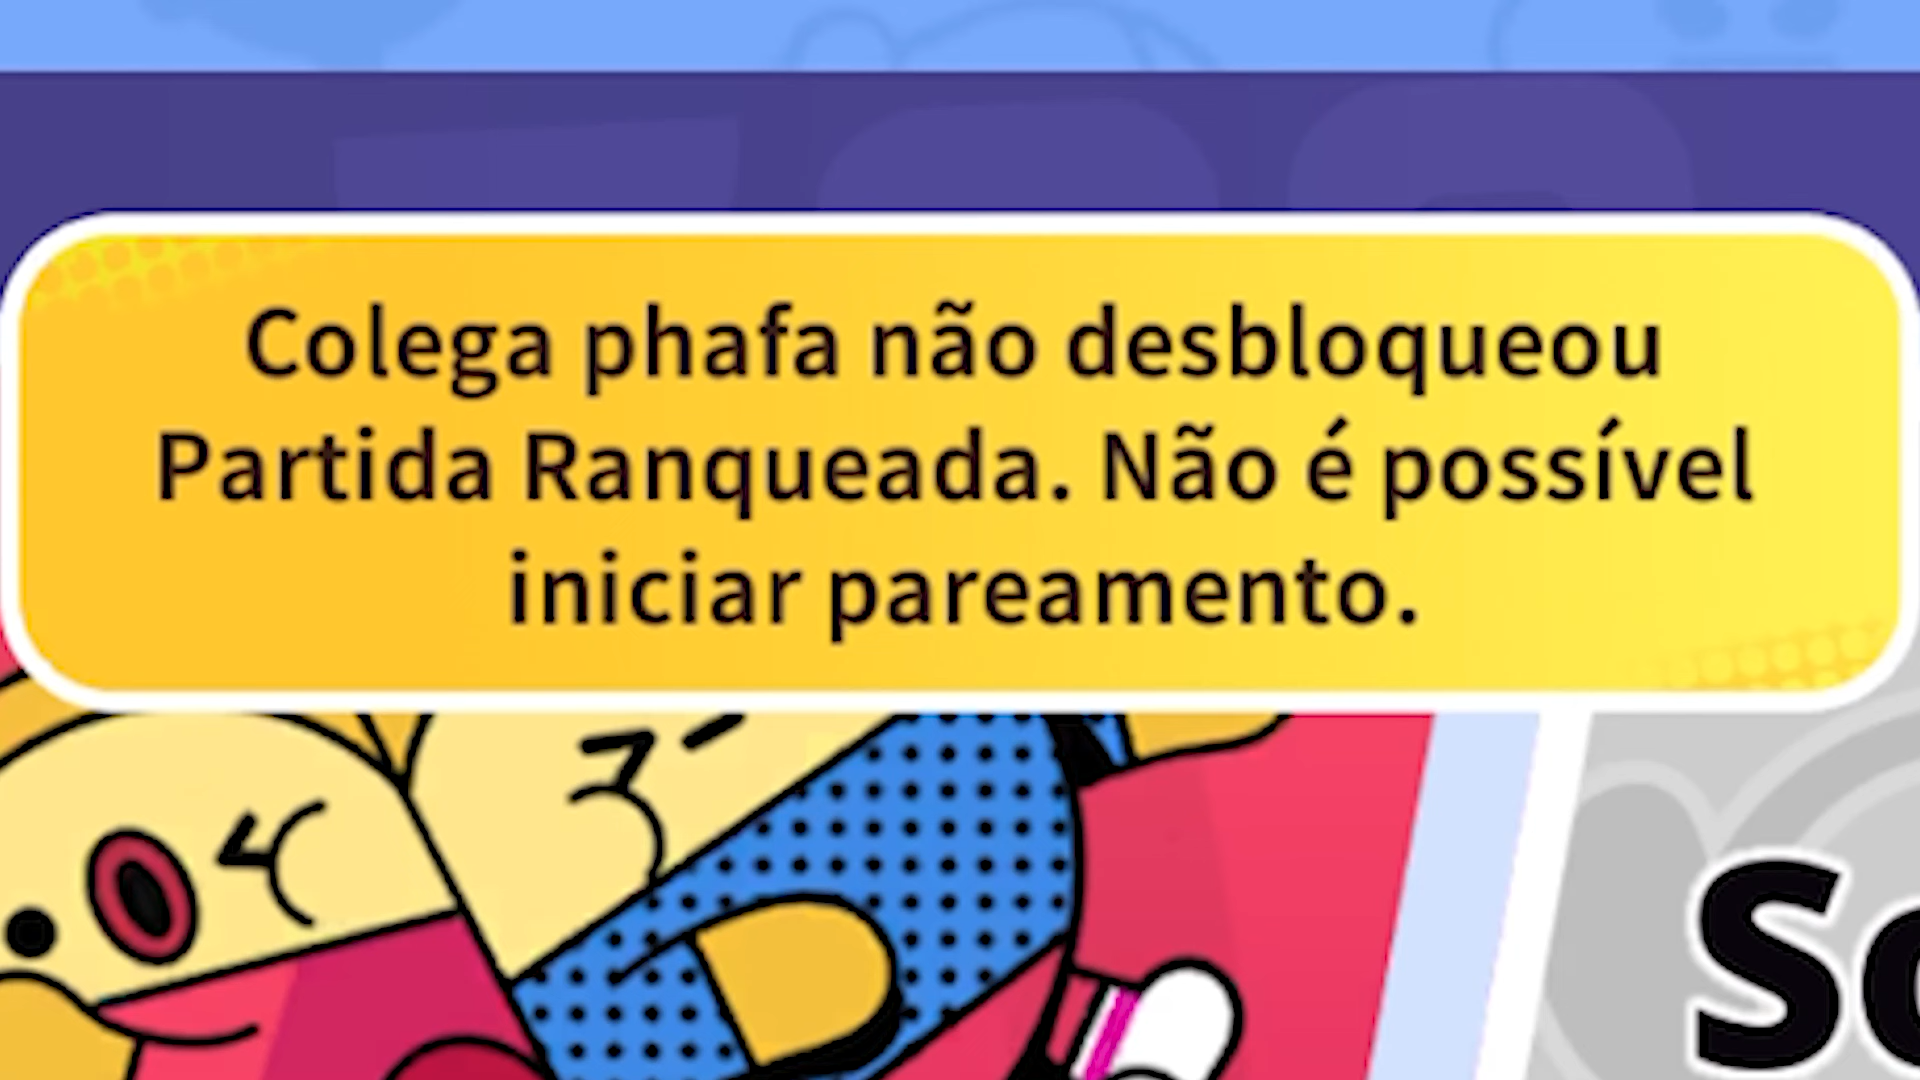 Colega phafa não desbloqueou
Partida Ranqueada. Não é possível
iniciar pareamento.